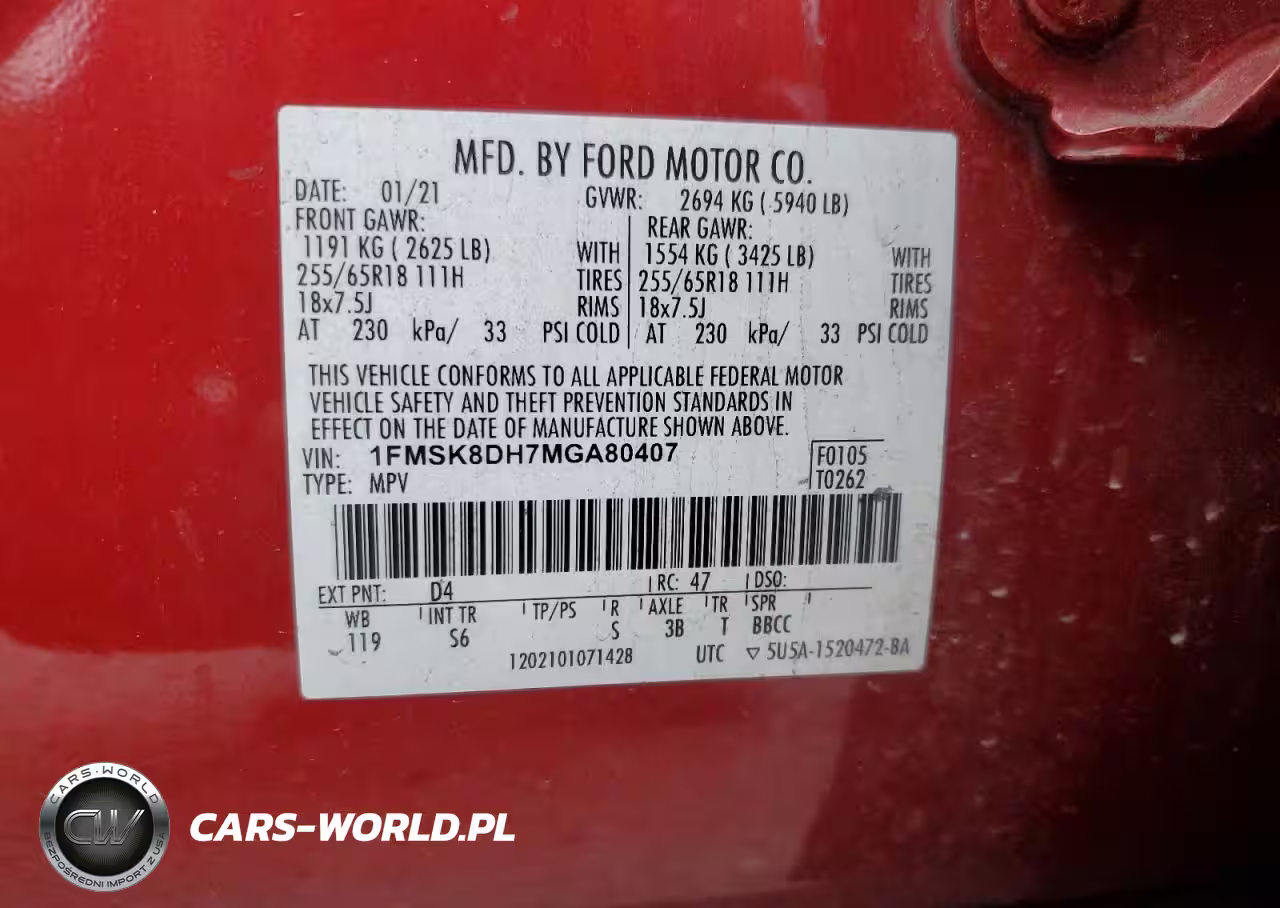 MFD. BY FORD MOTOR CO.
DATE: 01/21 GVWR: 2694 KG ( 5940 LB)
FRONT GAWR: REAR GAWR:
1191 KG ( 2625 LB) WITH 1554 KG ( 3425 LB) WITH
255/65R18 111H TIRES 255/65R18 111H TIRES
18x7.5J RIMS 18x7.5J RIMS
AT 230 kPa/ 33 PSI COLD AT 230 kPa/ 33 PSI COLD
THIS VEHICLE CONFORMS TO ALL APPLICABLE FEDERAL MOTOR
VEHICLE SAFETY AND THEFT PREVENTION STANDARDS IN
EFFECT ON THE DATE OF MANUFACTURE SHOWN ABOVE.
VIN: 1FMSK8DH7MGA80407 F0105
TYPE: MPV T0262
EXT PNT: D4 RC: 47 DSO:
WB INT TR TP/PS R AXLE TR SPR
119 S6 S 3B T BBCC
1202101071428 UTC ▽ 5U5A-1520472-BA
CARS-WORLD
CW
BEZPOŚREDNI IMPORT Z USA
CARS-WORLD.PL